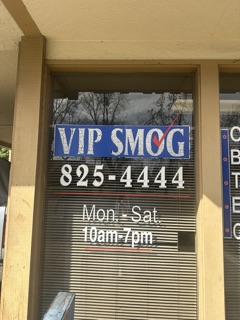 VIP SMOG
825-4444
Mon.-Sat.
10am-7pm